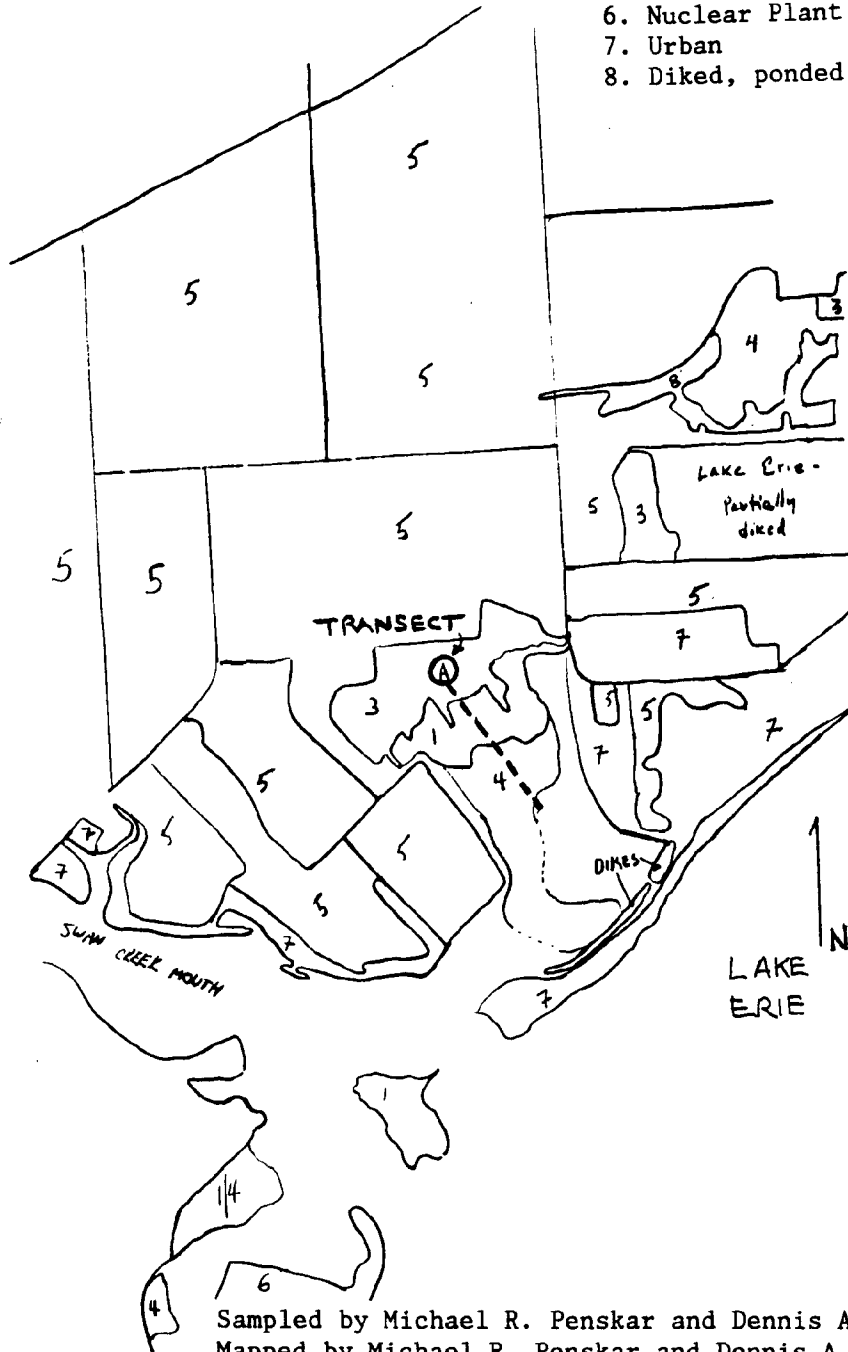 6. Nuclear Plant
7. Urban
8. Diked, ponded
5
5
3
4
5
8
5
Lake Erie -
Partially
diked
5
3
5
5
5
5
TRANSECT
7
A
3
5
5
1
7
7
4
5
5
7
5
7
DIKES
5
7
SWAN CREEK MOUTH
N
LAKE
ERIE
7
1
1/4
6
4
Sampled by Michael R. Penskar and Dennis A
Mapped by Michael R. Penskar and Dennis A